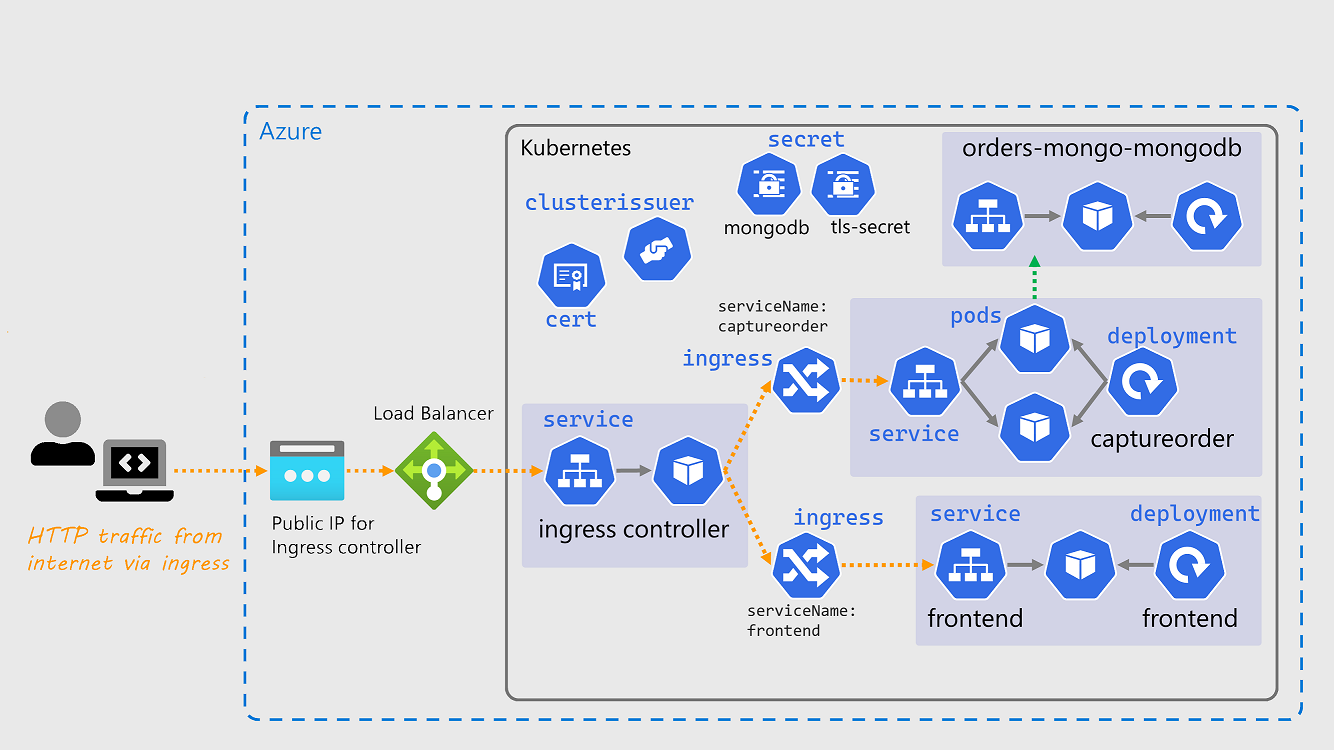 Azure
Kubernetes
secret
mongodb
tls-secret
orders-mongo-mongodb
clusterissuer
cert
serviceName:
captureorder
ingress
pods
deployment
service
captureorder
Load Balancer
service
ingress controller
Public IP for
Ingress controller
HTTP traffic from
internet via ingress
ingress
serviceName:
frontend
service
deployment
frontend
frontend